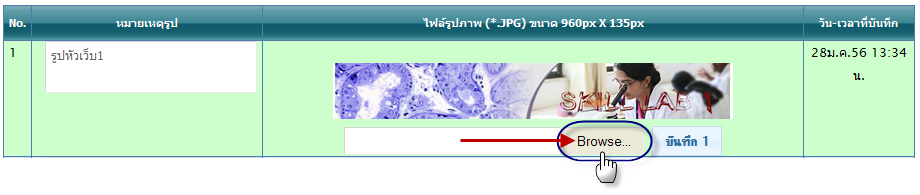 No. หมายเหตุรูป ไฟล์รูปภาพ (*.JPG) ขนาด 960px X 135px วัน-เวลาที่บันทึก
1 รูปหัวเว็บ1 28ม.ค.56 13:34
น.
SKILL LAB
Browse... บันทึก 1